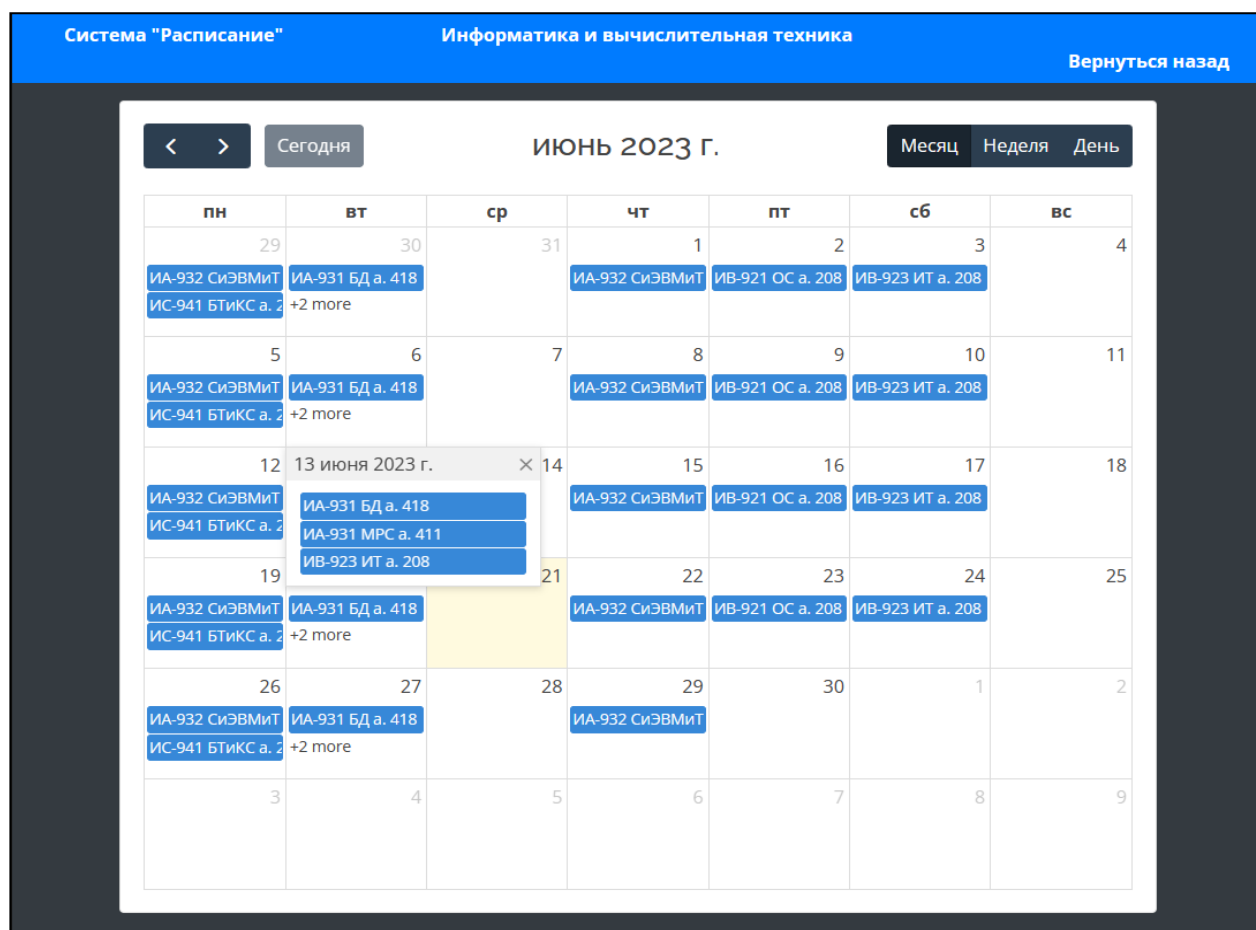 Система "Расписание" Информатика и вычислительная техника
Вернуться назад
Сегодня июнь 2023 г. Месяц Неделя День
пн вт ср чт пт сб вс
29 30 31 1 2 3 4
ИА-932 СиЭВМиТ ИА-931 БД а. 418 ИА-932 СиЭВМиТ ИВ-921 ОС а. 208 ИВ-923 ИТ а. 208
ИС-941 БТиКС а. 2 +2 more
5 6 7 8 9 10 11
ИА-932 СиЭВМиТ ИА-931 БД а. 418 ИА-932 СиЭВМиТ ИВ-921 ОС а. 208 ИВ-923 ИТ а. 208
ИС-941 БТиКС а. 2 +2 more
12 13 июня 2023 г. × 14 15 16 17 18
ИА-932 СиЭВМиТ ИА-931 БД а. 418 ИА-932 СиЭВМиТ ИВ-921 ОС а. 208 ИВ-923 ИТ а. 208
ИС-941 БТиКС а. 2 ИА-931 МРС а. 411
ИВ-923 ИТ а. 208
19 21 22 23 24 25
ИА-932 СиЭВМиТ ИА-931 БД а. 418 ИА-932 СиЭВМиТ ИВ-921 ОС а. 208 ИВ-923 ИТ а. 208
ИС-941 БТиКС а. 2 +2 more
26 27 28 29 30 1 2
ИА-932 СиЭВМиТ ИА-931 БД а. 418 ИА-932 СиЭВМиТ
ИС-941 БТиКС а. 2 +2 more
3 4 5 6 7 8 9